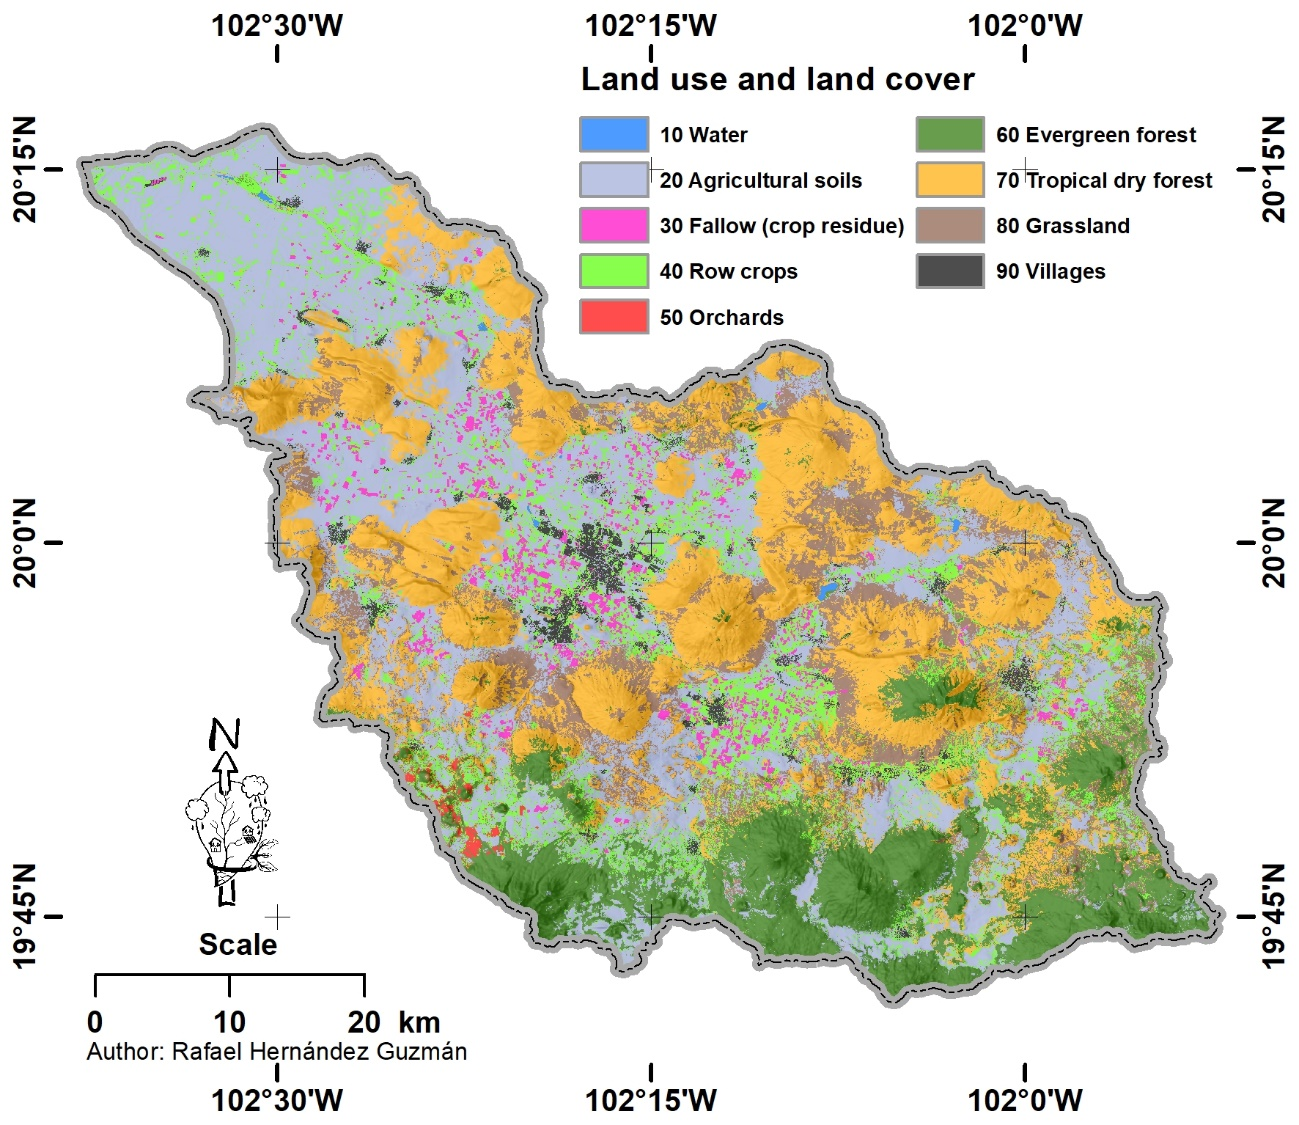 102°30'W 102°15'W 102°0'W
Land use and land cover
10 Water
20 Agricultural soils
30 Fallow (crop residue)
40 Row crops
50 Orchards
60 Evergreen forest
70 Tropical dry forest
80 Grassland
90 Villages
20°15'N 20°15'N
20°0'N 20°0'N
19°45'N 19°45'N
N
Scale
0 10 20 km
Author: Rafael Hernández Guzmán
102°30'W 102°15'W 102°0'W